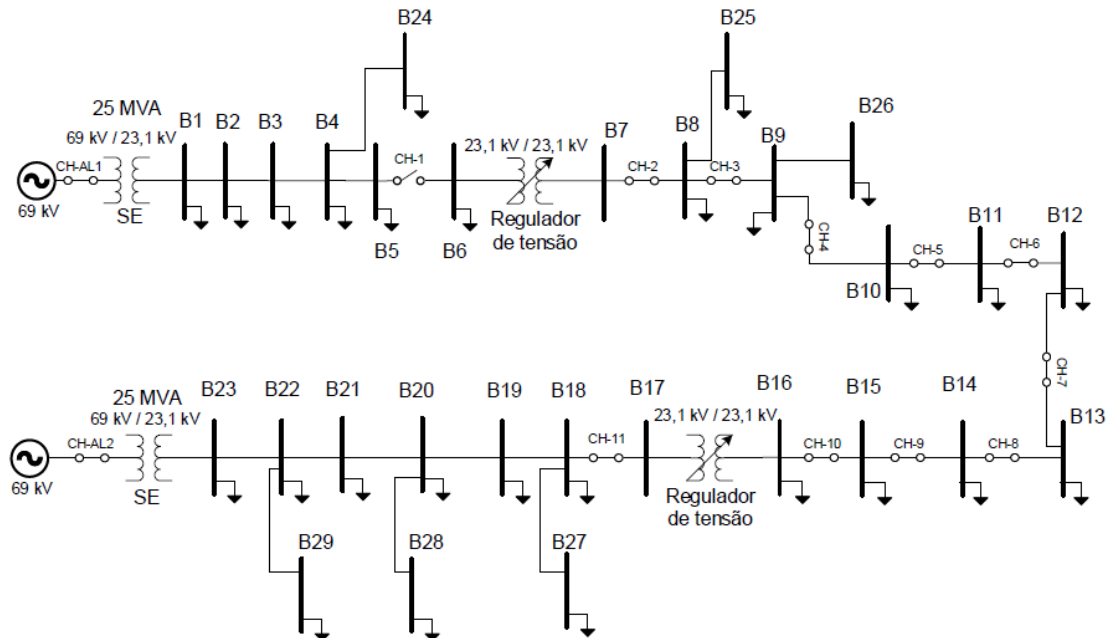 B24
B25
25 MVA
69 kV / 23,1 kV
B1
B2
B3
B4
23,1 kV / 23,1 kV
B7
B8
B9
B26
CH-AL1
CH-1
CH-2
CH-3
69 kV
SE
B5
B6
Regulador
de tensão
CH-4
B11
B12
CH-5
CH-6
B10
CH-7
25 MVA
69 kV / 23,1 kV
B23
B22
B21
B20
B19
B18
B17
23,1 kV / 23,1 kV
B16
B15
B14
B13
CH-AL2
CH-11
CH-10
CH-9
CH-8
69 kV
SE
Regulador
de tensão
B29
B28
B27